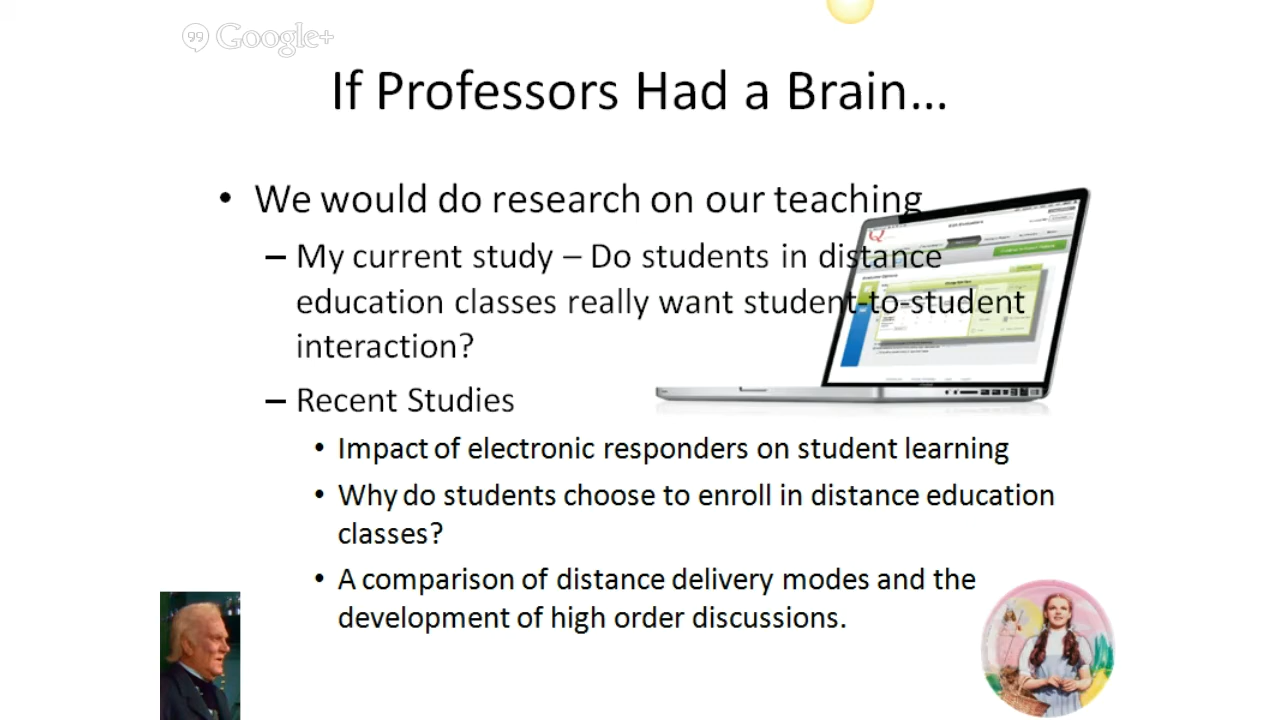 Google+
If Professors Had a Brain...
• We would do research on our teaching
– My current study – Do students in distance
education classes really want student-to-student
interaction?
– Recent Studies
• Impact of electronic responders on student learning
• Why do students choose to enroll in distance education
classes?
• A comparison of distance delivery modes and the
development of high order discussions.